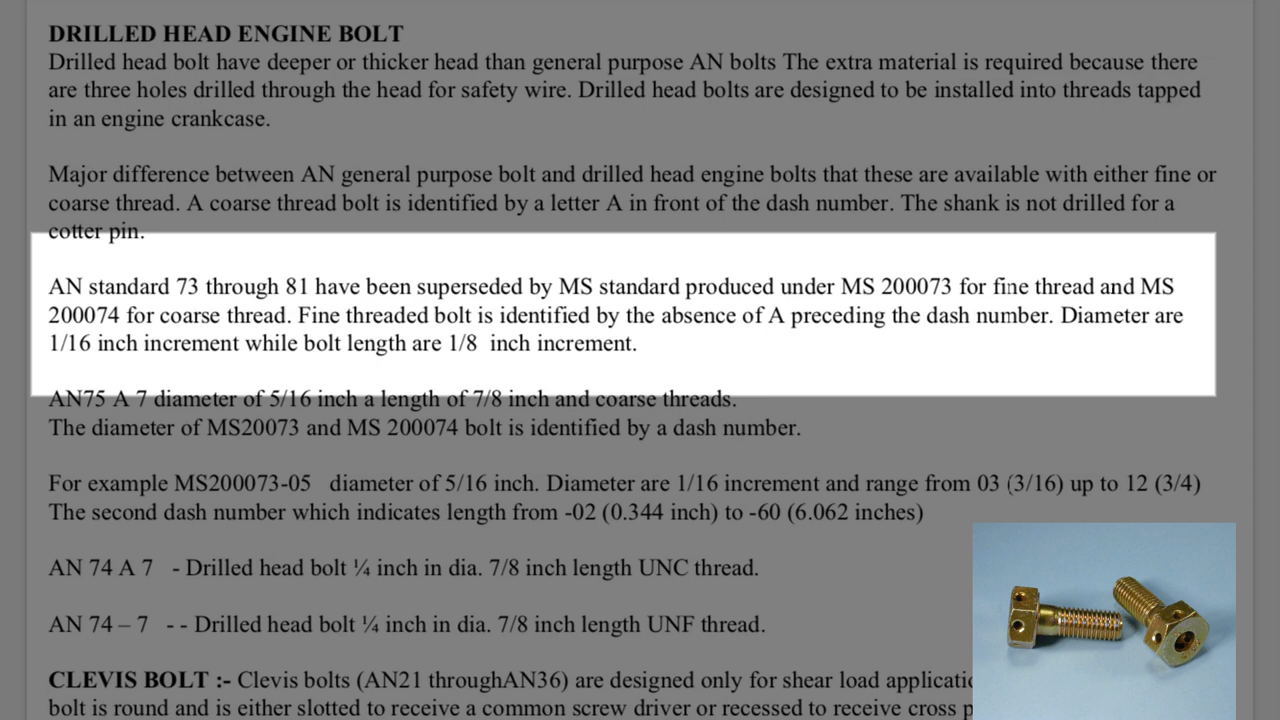 DRILLED HEAD ENGINE BOLT
Drilled head bolt have deeper or thicker head than general purpose AN bolts The extra material is required because there
are three holes drilled through the head for safety wire. Drilled head bolts are designed to be installed into threads tapped
in an engine crankcase.
Major difference between AN general purpose bolt and drilled head engine bolts that these are available with either fine or
coarse thread. A coarse thread bolt is identified by a letter A in front of the dash number. The shank is not drilled for a
cotter pin.
AN standard 73 through 81 have been superseded by MS standard produced under MS 200073 for fine thread and MS
200074 for coarse thread. Fine threaded bolt is identified by the absence of A preceding the dash number. Diameter are
1/16 inch increment while bolt length are 1/8  inch increment.
AN75 A 7 diameter of 5/16 inch a length of 7/8 inch and coarse threads.
The diameter of MS20073 and MS 200074 bolt is identified by a dash number.
For example MS200073-05   diameter of 5/16 inch. Diameter are 1/16 increment and range from 03 (3/16) up to 12 (3/4)
The second dash number which indicates length from -02 (0.344 inch) to -60 (6.062 inches)
AN 74 A 7   - Drilled head bolt ¼ inch in dia. 7/8 inch length UNC thread.
AN 74 – 7   - - Drilled head bolt ¼ inch in dia. 7/8 inch length UNF thread.
CLEVIS BOLT :- Clevis bolts (AN21 throughAN36) are designed only for shear load
bolt is round and is either slotted to receive a common screw driver or recessed to receive cross